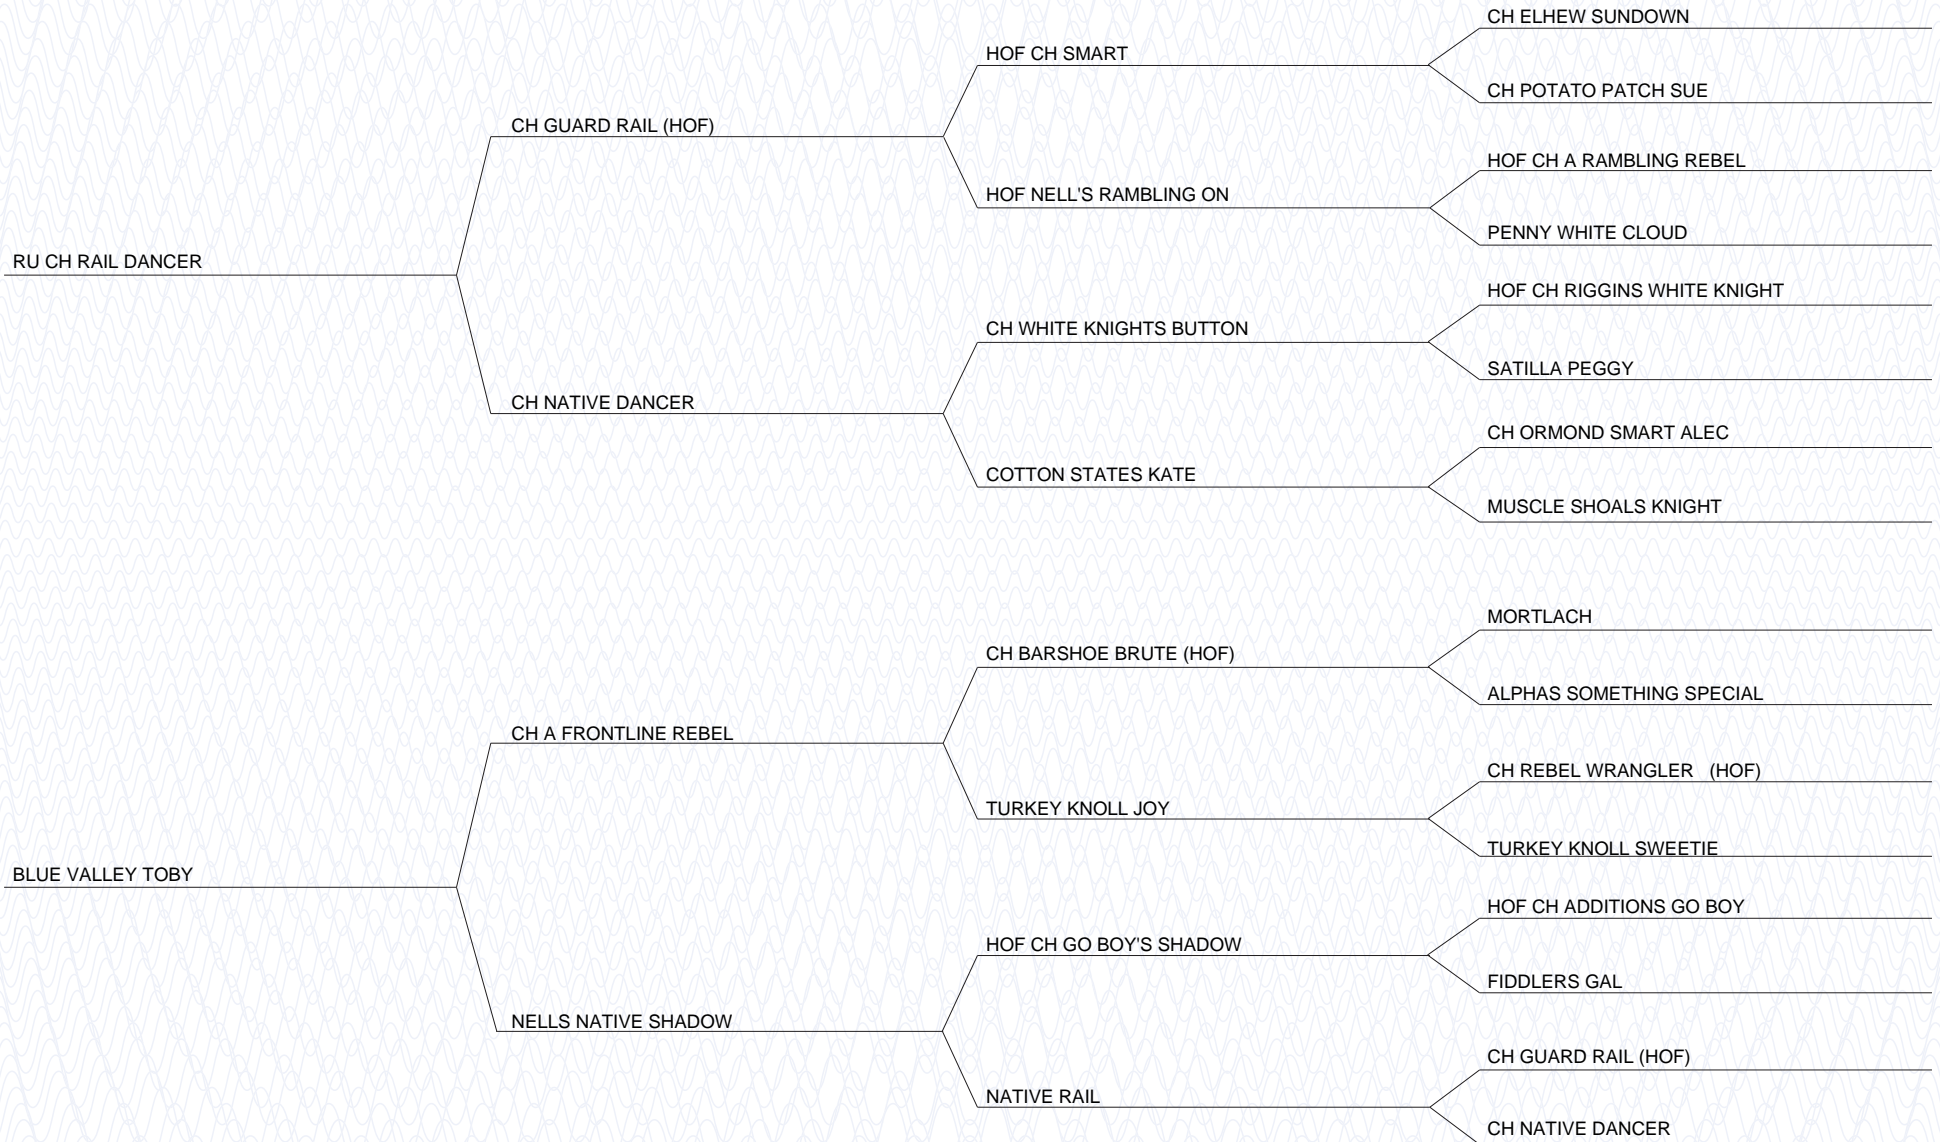 CH ELHEW SUNDOWN
HOF CH SMART
CH POTATO PATCH SUE
CH GUARD RAIL (HOF)
HOF CH A RAMBLING REBEL
HOF NELL'S RAMBLING ON
PENNY WHITE CLOUD
RU CH RAIL DANCER
HOF CH RIGGINS WHITE KNIGHT
CH WHITE KNIGHTS BUTTON
SATILLA PEGGY
CH NATIVE DANCER
CH ORMOND SMART ALEC
COTTON STATES KATE
MUSCLE SHOALS KNIGHT
MORTLACH
CH BARSHOE BRUTE (HOF)
ALPHAS SOMETHING SPECIAL
CH A FRONTLINE REBEL
CH REBEL WRANGLER   (HOF)
TURKEY KNOLL JOY
TURKEY KNOLL SWEETIE
BLUE VALLEY TOBY
HOF CH ADDITIONS GO BOY
HOF CH GO BOY'S SHADOW
FIDDLERS GAL
NELLS NATIVE SHADOW
CH GUARD RAIL (HOF)
NATIVE RAIL
CH NATIVE DANCER